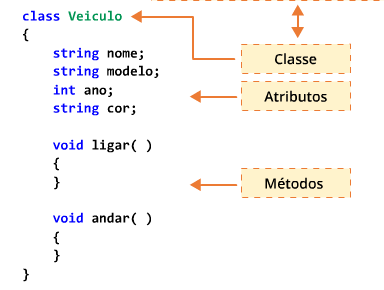 class Veiculo
{
string nome;
string modelo;
int ano;
string cor;
void ligar( )
{
}
void andar( )
{
}
}
Classe
Atributos
Métodos